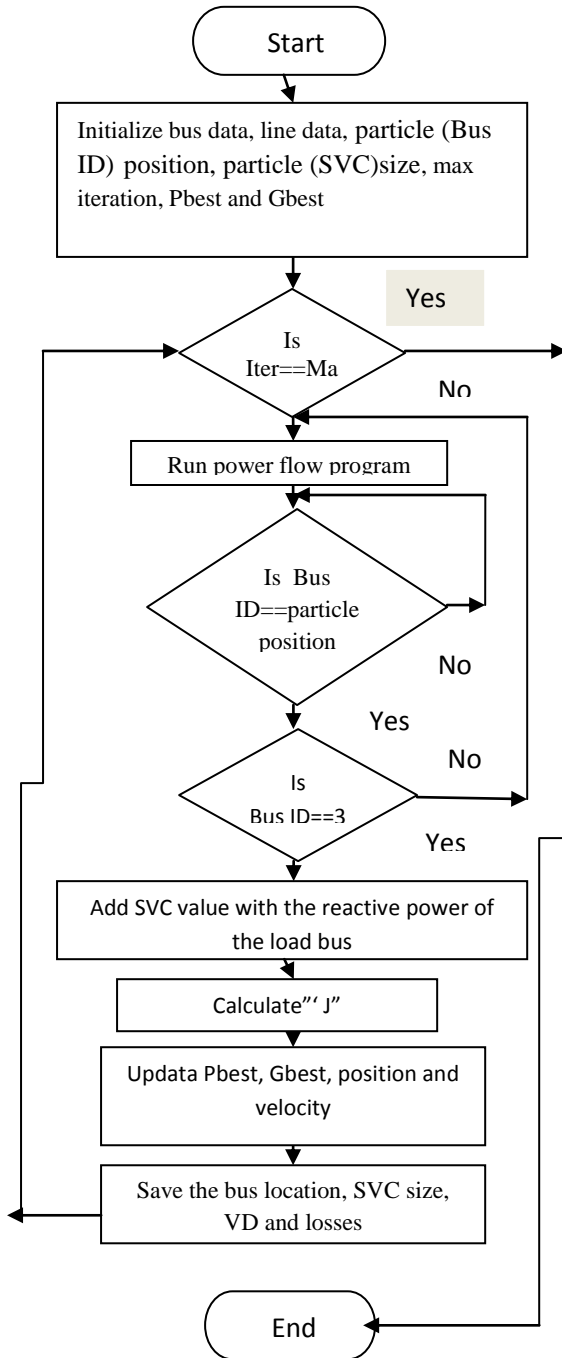 Start
Initialize bus data, line data, particle (Bus
ID) position, particle (SVC)size, max
iteration, Pbest and Gbest
Yes
Is
Iter==Ma
No
Run power flow program
Is Bus
ID==particle
position
No
Yes
Is
Bus ID==3
No
Yes
Add SVC value with the reactive power of
the load bus
Calculate”‘ J”
Updata Pbest, Gbest, position and
velocity
Save the bus location, SVC size,
VD and losses
End